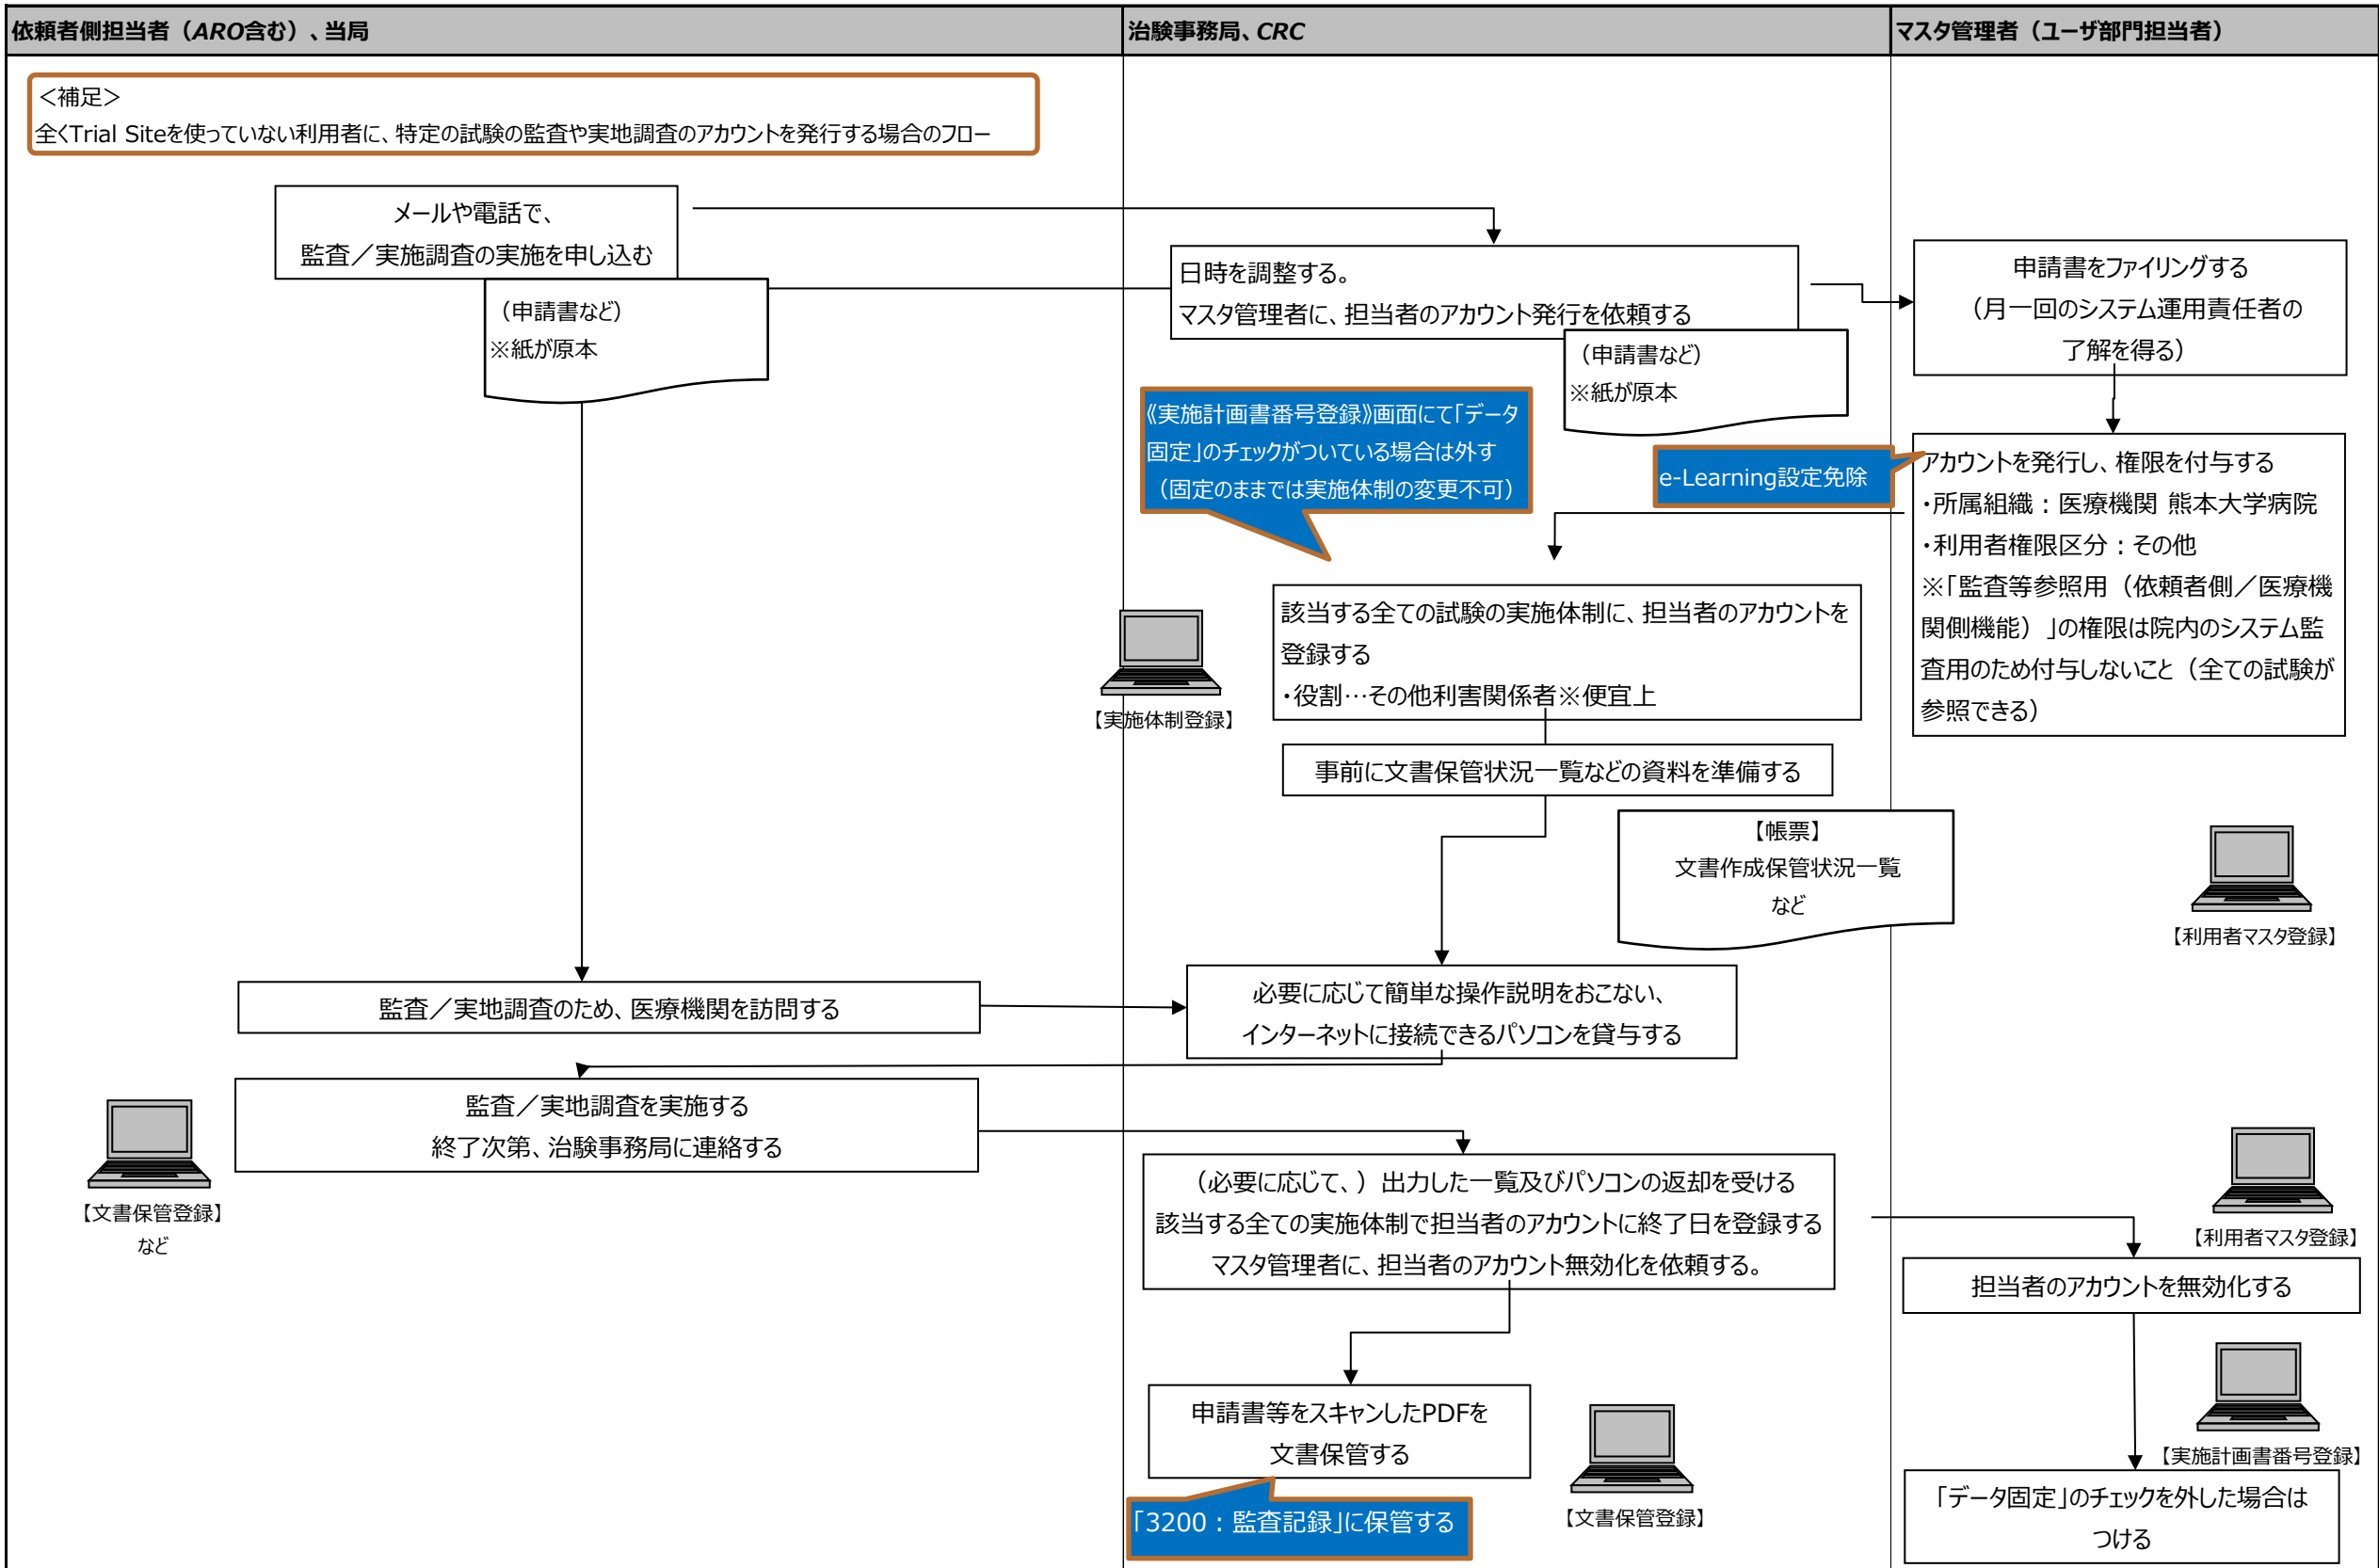 依頼者側担当者（ARO含む）、当局
治験事務局、CRC
マスタ管理者（ユーザ部門担当者）
＜補足＞
全くTrial Siteを使っていない利用者に、特定の試験の監査や実地調査のアカウントを発行する場合のフロー
メールや電話で、
監査／実施調査の実施を申し込む
（申請書など）
※紙が原本
日時を調整する。
マスタ管理者に、担当者のアカウント発行を依頼する
（申請書など）
※紙が原本
申請書をファイリングする
（月一回のシステム運用責任者の
了解を得る）
《実施計画書番号登録》画面にて「データ
固定」のチェックがついている場合は外す
（固定のままでは実施体制の変更不可）
e-Learning設定免除
アカウントを発行し、権限を付与する
・所属組織：医療機関 熊本大学病院
・利用者権限区分：その他
※「監査等参照用（依頼者側／医療機
関側機能）」の権限は院内のシステム監
査用のため付与しないこと（全ての試験が
参照できる）
該当する全ての試験の実施体制に、担当者のアカウントを
登録する
・役割…その他利害関係者※便宜上
【実施体制登録】
事前に文書保管状況一覧などの資料を準備する
【帳票】
文書作成保管状況一覧
など
【利用者マスタ登録】
監査／実地調査のため、医療機関を訪問する
必要に応じて簡単な操作説明をおこない、
インターネットに接続できるパソコンを貸与する
監査／実地調査を実施する
終了次第、治験事務局に連絡する
【文書保管登録】
など
（必要に応じて、）出力した一覧及びパソコンの返却を受ける
該当する全ての実施体制で担当者のアカウントに終了日を登録する
マスタ管理者に、担当者のアカウント無効化を依頼する。
【利用者マスタ登録】
担当者のアカウントを無効化する
申請書等をスキャンしたPDFを
文書保管する
「3200：監査記録」に保管する
【文書保管登録】
【実施計画書番号登録】
「データ固定」のチェックを外した場合は
つける